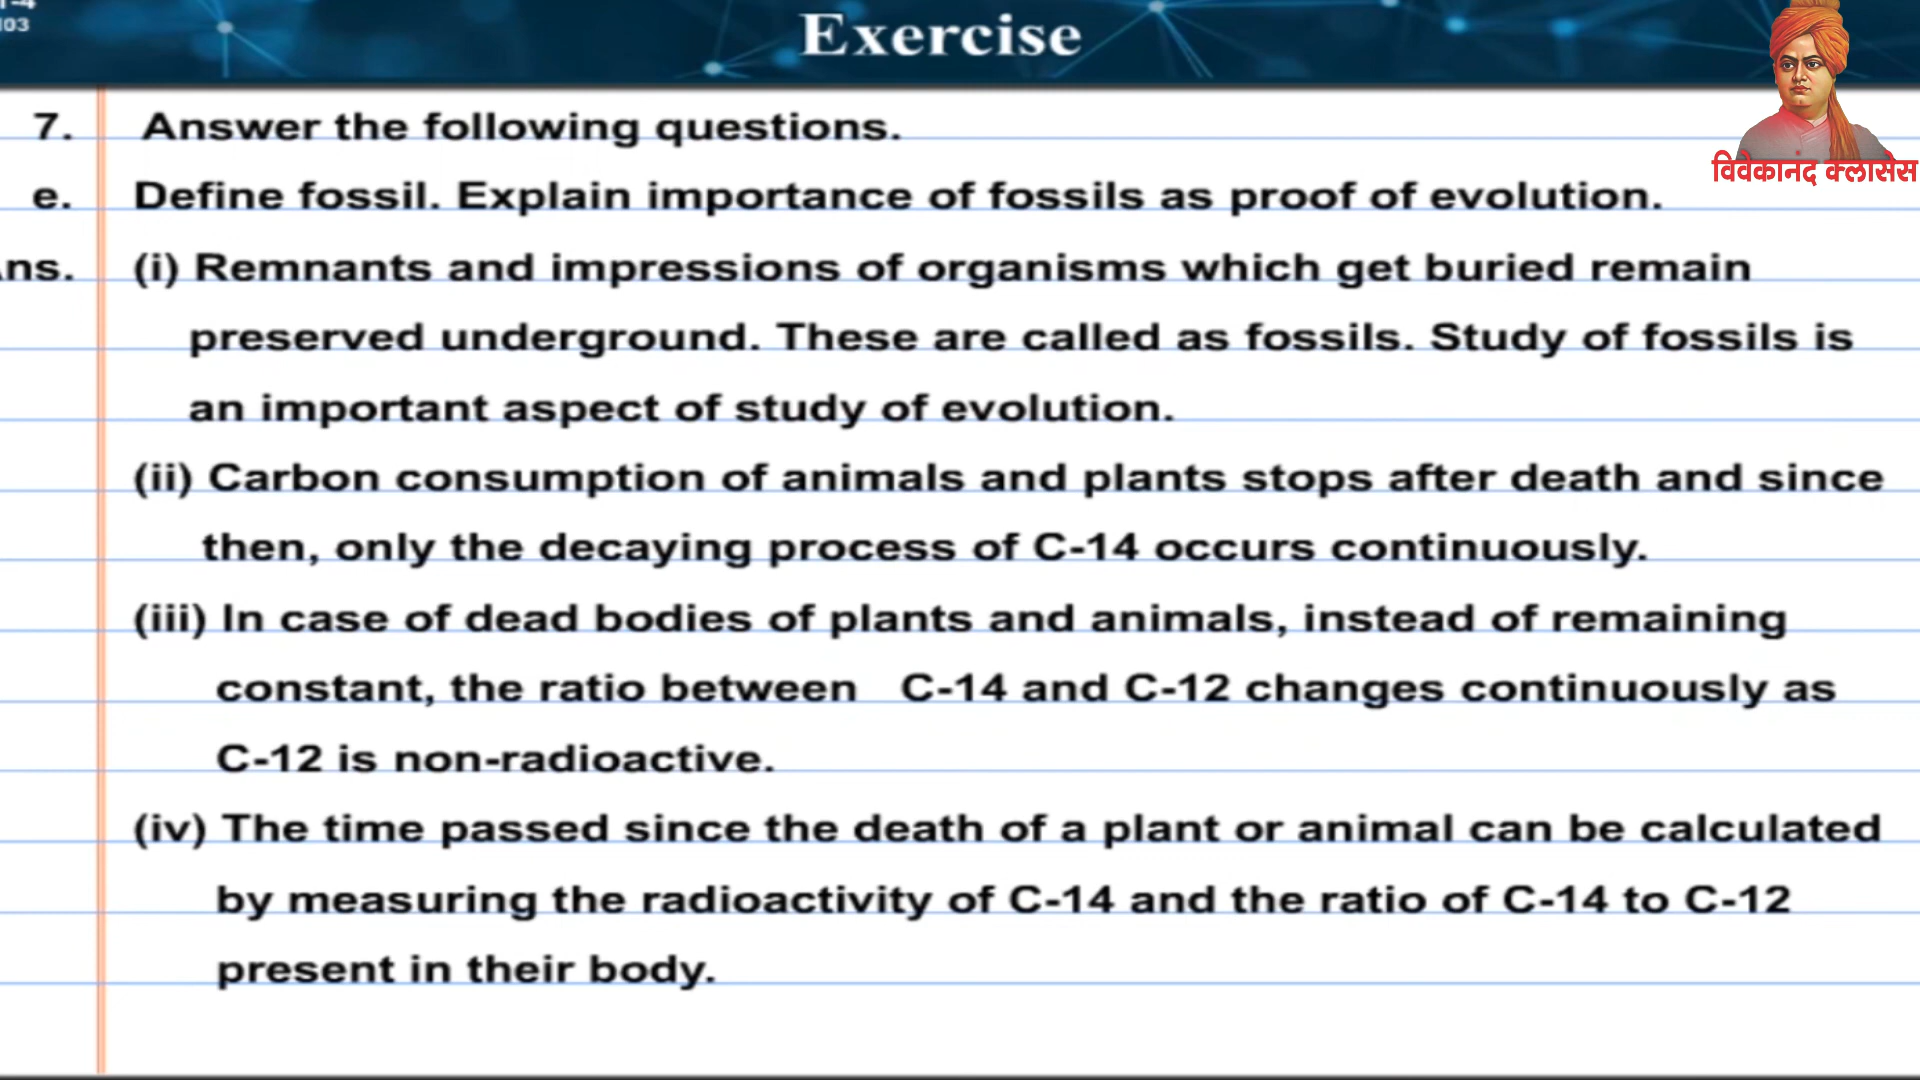 Exercise
7. Answer the following questions.
विवेकानंद क्लासेस
e. Define fossil. Explain importance of fossils as proof of evolution.
ns. (i) Remnants and impressions of organisms which get buried remain
preserved underground. These are called as fossils. Study of fossils is
an important aspect of study of evolution.
(ii) Carbon consumption of animals and plants stops after death and since
then, only the decaying process of C-14 occurs continuously.
(iii) In case of dead bodies of plants and animals, instead of remaining
constant, the ratio between C-14 and C-12 changes continuously as
C-12 is non-radioactive.
(iv) The time passed since the death of a plant or animal can be calculated
by measuring the radioactivity of C-14 and the ratio of C-14 to C-12
present in their body.